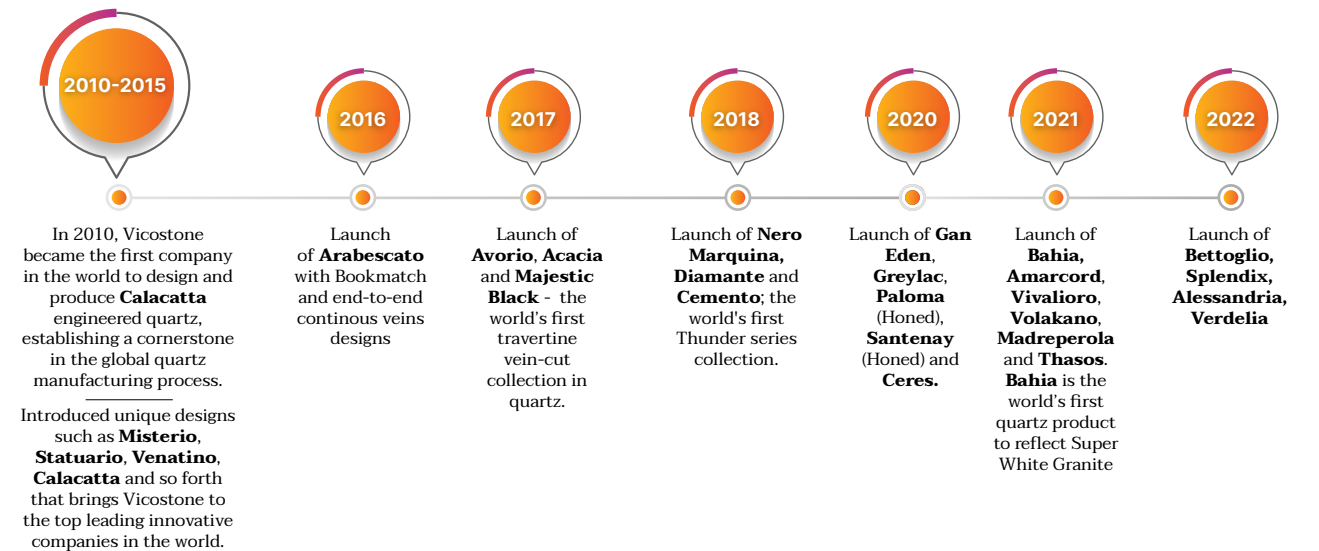 2010-2015
In 2010, Vicostone
became the first company
in the world to design and
produce Calacatta
engineered quartz,
establishing a cornerstone
in the global quartz
manufacturing process.
Introduced unique designs
such as Misterio,
Statuario, Venatino,
Calacatta and so forth
that brings Vicostone to
the top leading innovative
companies in the world.
2016
Launch
of Arabescato
with Bookmatch
and end-to-end
continous veins
designs
2017
Launch of
Avorio, Acacia
and Majestic
Black - the
world’s first
travertine
vein-cut
collection in
quartz.
2018
Launch of Nero
Marquina,
Diamante and
Cemento; the
world's first
Thunder series
collection.
2020
Launch of Gan
Eden,
Greylac,
Paloma
(Honed),
Santenay
(Honed) and
Ceres.
2021
Launch of
Bahia,
Amarcord,
Vivalioro,
Volakano,
Madreperola
and Thasos.
Bahia is the
world’s first
quartz product
to reflect Super
White Granite
2022
Launch of
Bettoglio,
Splendix,
Alessandria,
Verdelia